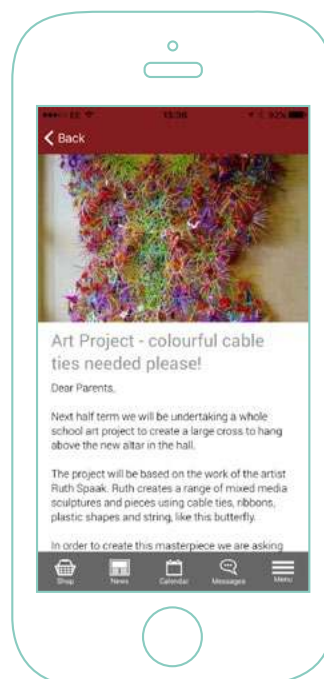 EE 15:36 92%
Back
Art Project - colourful cable
ties needed please!
Dear Parents,
Next half term we will be undertaking a whole
school art project to create a large cross to hang
above the new altar in the hall.
The project will be based on the work of the artist
Ruth Spaak. Ruth creates a range of mixed media
sculptures and pieces using cable ties, ribbons,
plastic shapes and string, like this butterfly.
In order to create this masterpiece we are asking
Shop News Calendar Messages Menu